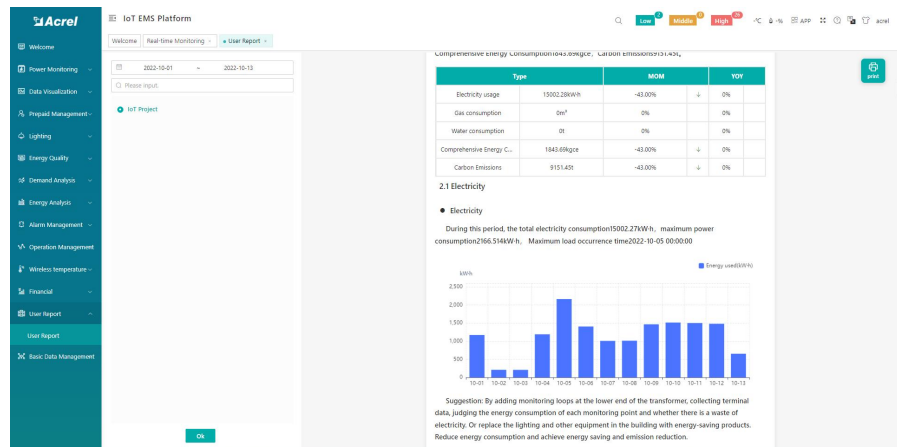 Acrel
IoT EMS Platform
Low 2 Middle 0 High 26 -℃ -% APP acrel
Welcome Real-time Monitoring × User Report ×
Welcome
Power Monitoring
Data Visualization
Prepaid Management
Lighting
Energy Quality
Demand Analysis
Energy Analysis
Alarm Management
Operation Management
Wireless temperature
Financial
User Report
User Report
Basic Data Management
2022-10-01 ~ 2022-10-13
Please input.
IoT Project
Ok
print
Comprehensive Energy Consumption1843.69kgce, Carbon Emissions9151.45t。
Type MOM YOY
Electricity usage 15002.28kW·h -43.00% ↓ 0%
Gas consumption 0m³ 0% 0%
Water consumption 0t 0% 0%
Comprehensive Energy C... 1843.69kgce -43.00% ↓ 0%
Carbon Emissions 9151.45t -43.00% ↓ 0%
2.1 Electricity
● Electricity
During this period, the total electricity consumption15002.27kW·h, maximum power
consumption2166.514kW·h, Maximum load occurrence time2022-10-05 00:00:00
Energy used(kW·h)
kW·h
2,500
2,000
1,500
1,000
500
0
10-01 10-02 10-03 10-04 10-05 10-06 10-07 10-08 10-09 10-10 10-11 10-12 10-13
Suggestion: By adding monitoring loops at the lower end of the transformer, collecting terminal
data, judging the energy consumption of each monitoring point and whether there is a waste of
electricity. Or replace the lighting and other equipment in the building with energy-saving products.
Reduce energy consumption and achieve energy saving and emission reduction.